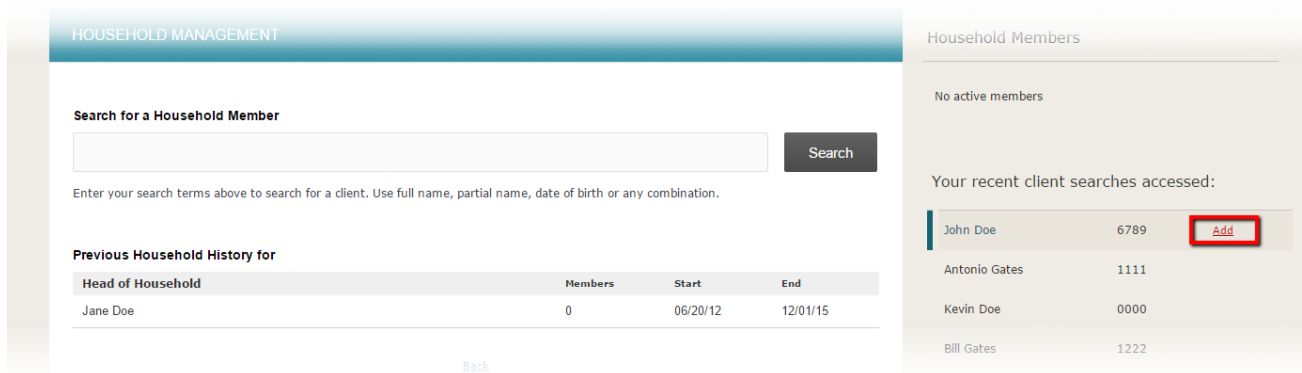 HOUSEHOLD MANAGEMENT
Search for a Household Member
Search
Enter your search terms above to search for a client. Use full name, partial name, date of birth or any combination.
Previous Household History for
Head of Household Members Start End
Jane Doe 0 06/20/12 12/01/15
Back
Household Members
No active members
Your recent client searches accessed:
John Doe 6789 Add
Antonio Gates 1111
Kevin Doe 0000
Bill Gates 1222